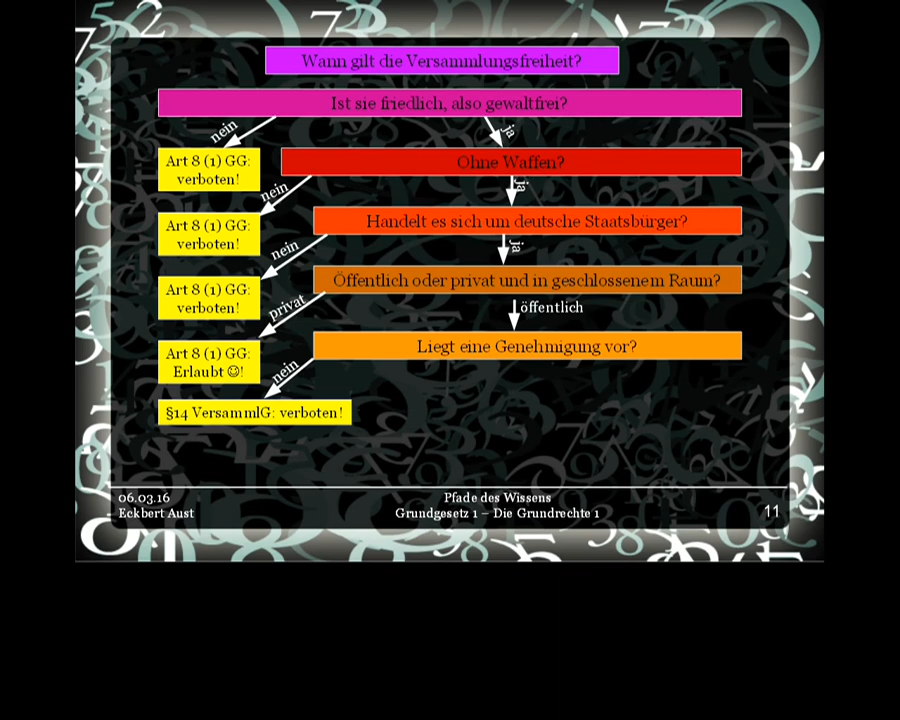 Wann gilt die Versammlungsfreiheit?
Ist sie friedlich, also gewaltfrei?
nein
ja
Art 8 (1) GG:
verboten!
Ohne Waffen?
nein
ja
Art 8 (1) GG:
verboten!
Handelt es sich um deutsche Staatsbürger?
nein
ja
Art 8 (1) GG:
verboten!
Öffentlich oder privat und in geschlossenem Raum?
privat
öffentlich
Art 8 (1) GG:
Erlaubt ☺!
Liegt eine Genehmigung vor?
nein
§14 VersammlG: verboten!
06.03.16
Eckbert Aust
Pfade des Wissens
Grundgesetz 1 – Die Grundrechte 1
11